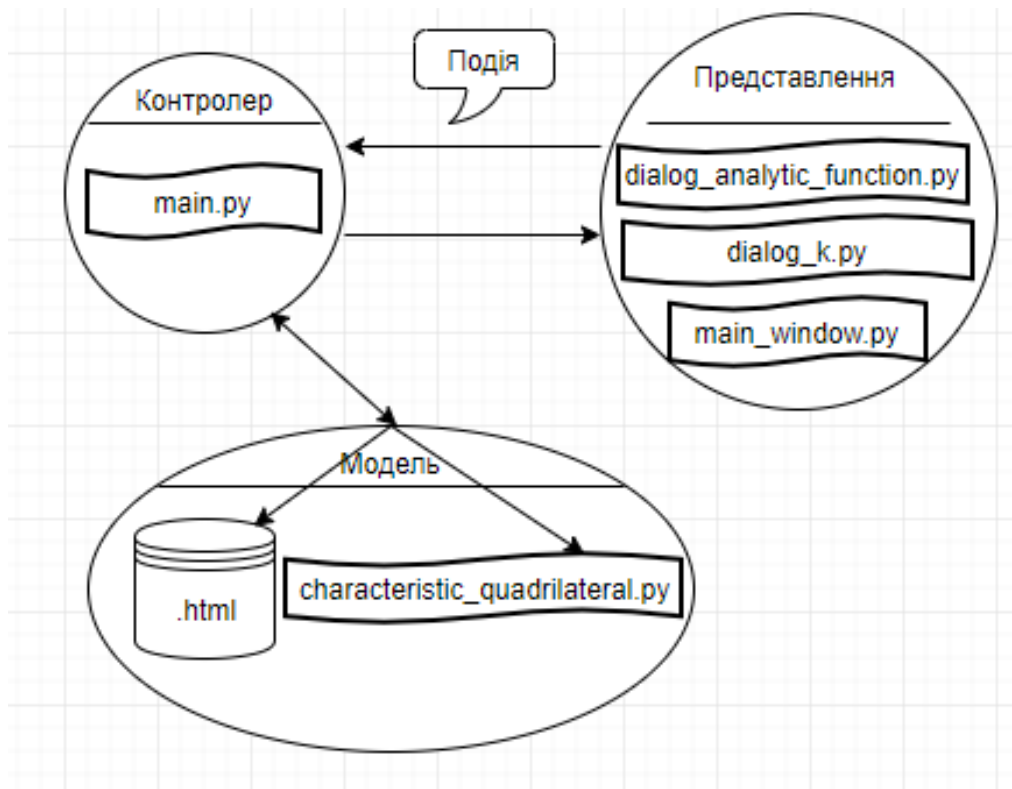 Подія
Контролер
main.py
Представлення
dialog_analytic_function.py
dialog_k.py
main_window.py
Модель
.html
characteristic_quadrilateral.py